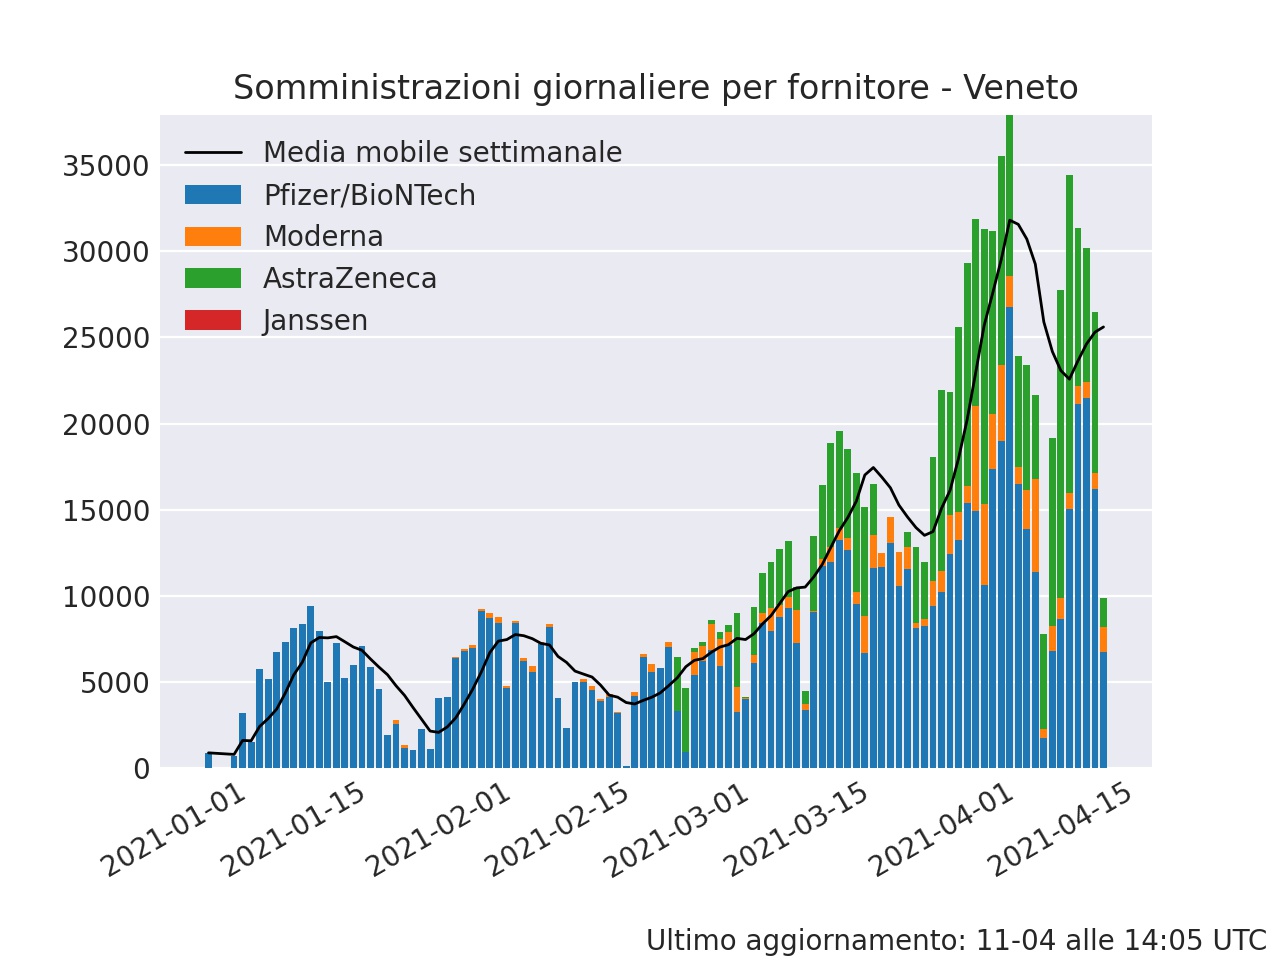 Somministrazioni giornaliere per fornitore - Veneto
Media mobile settimanale
Pfizer/BioNTech
Moderna
AstraZeneca
Janssen
35000
30000
25000
20000
15000
10000
5000
0
2021-01-01
2021-01-15
2021-02-01
2021-02-15
2021-03-01
2021-03-15
2021-04-01
2021-04-15
Ultimo aggiornamento: 11-04 alle 14:05 UTC